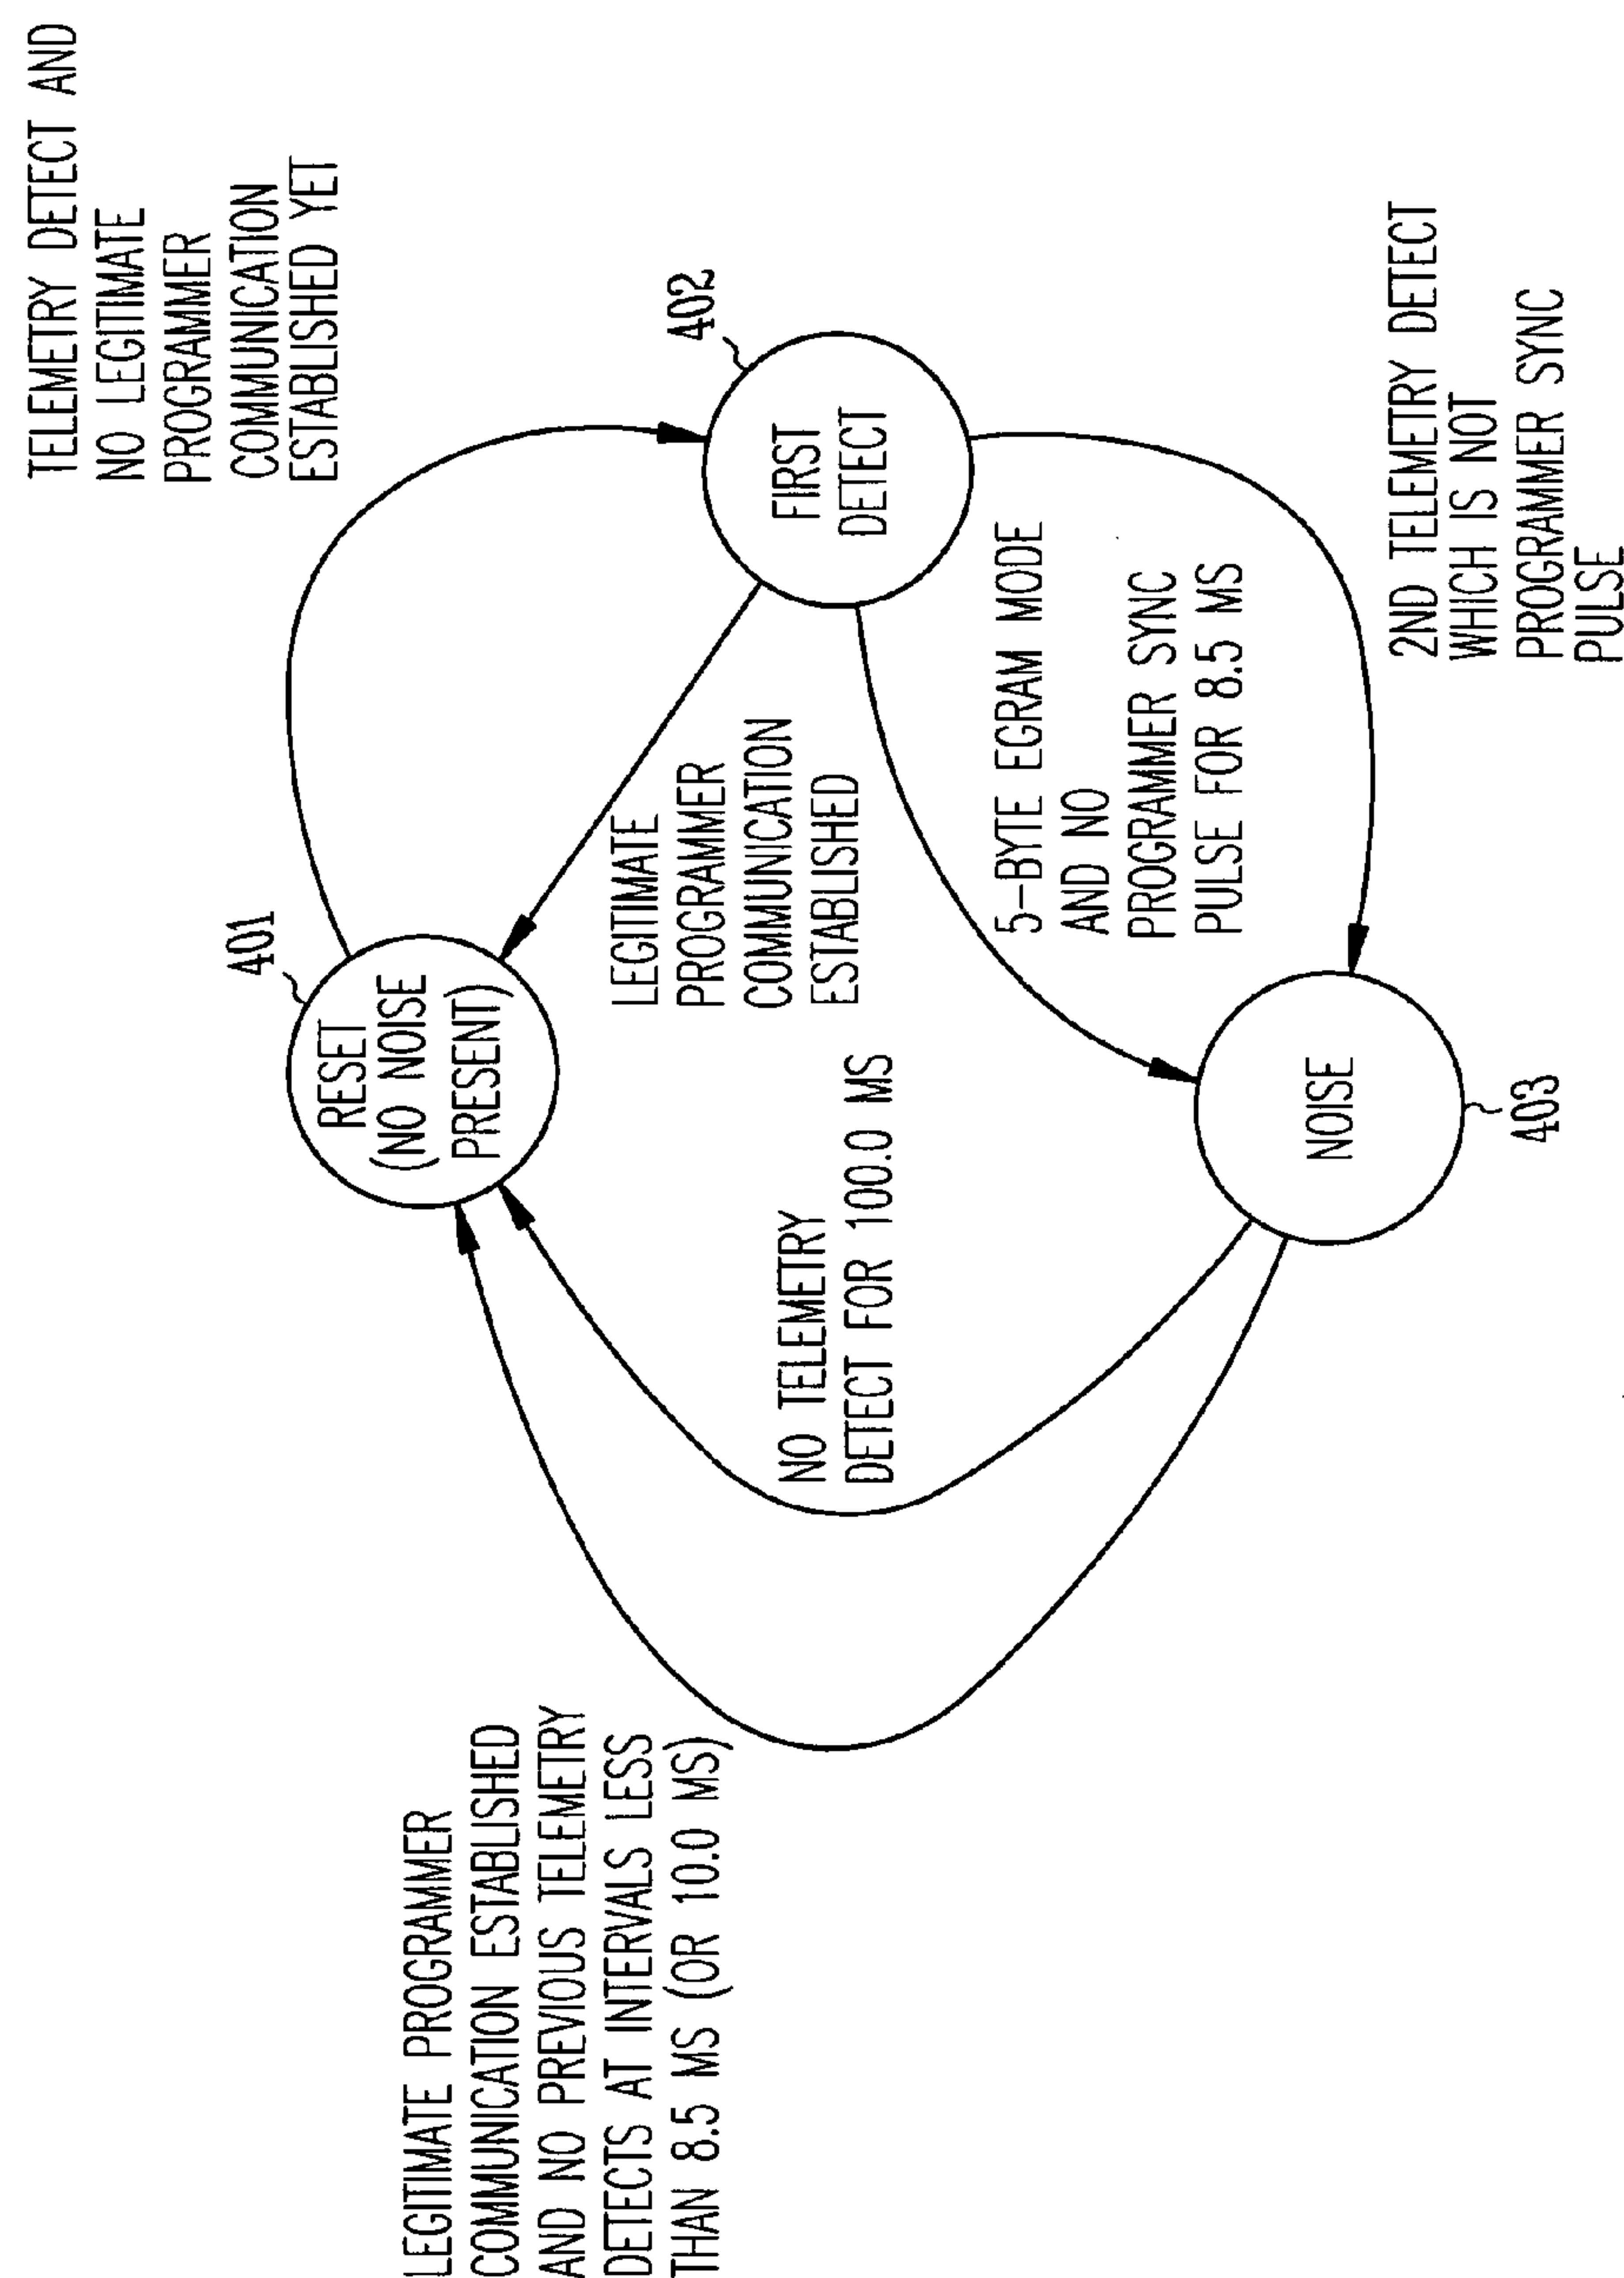 TELEMETRY DETECT AND
NO LEGITIMATE
PROGRAMMER
COMMUNICATION
ESTABLISHED YET
401
RESET
(NO NOISE
PRESENT)
402
FIRST
DETECT
LEGITIMATE PROGRAMMER
COMMUNICATION ESTABLISHED
AND NO PREVIOUS TELEMETRY
DETECTS AT INTERVALS LESS
THAN 8.5 MS (OR 10.0 MS)
NO TELEMETRY
DETECT FOR 100.0 MS
LEGITIMATE
PROGRAMMER
COMMUNICATION
ESTABLISHED
5-BYTE EGRAM MODE
AND NO
PROGRAMER SYNC
PULSE FOR 8.5 MS
NOISE
403
2ND TELEMETRY DETECT
WHICH IS NOT
PROGRAMMER SYNC
PULSE